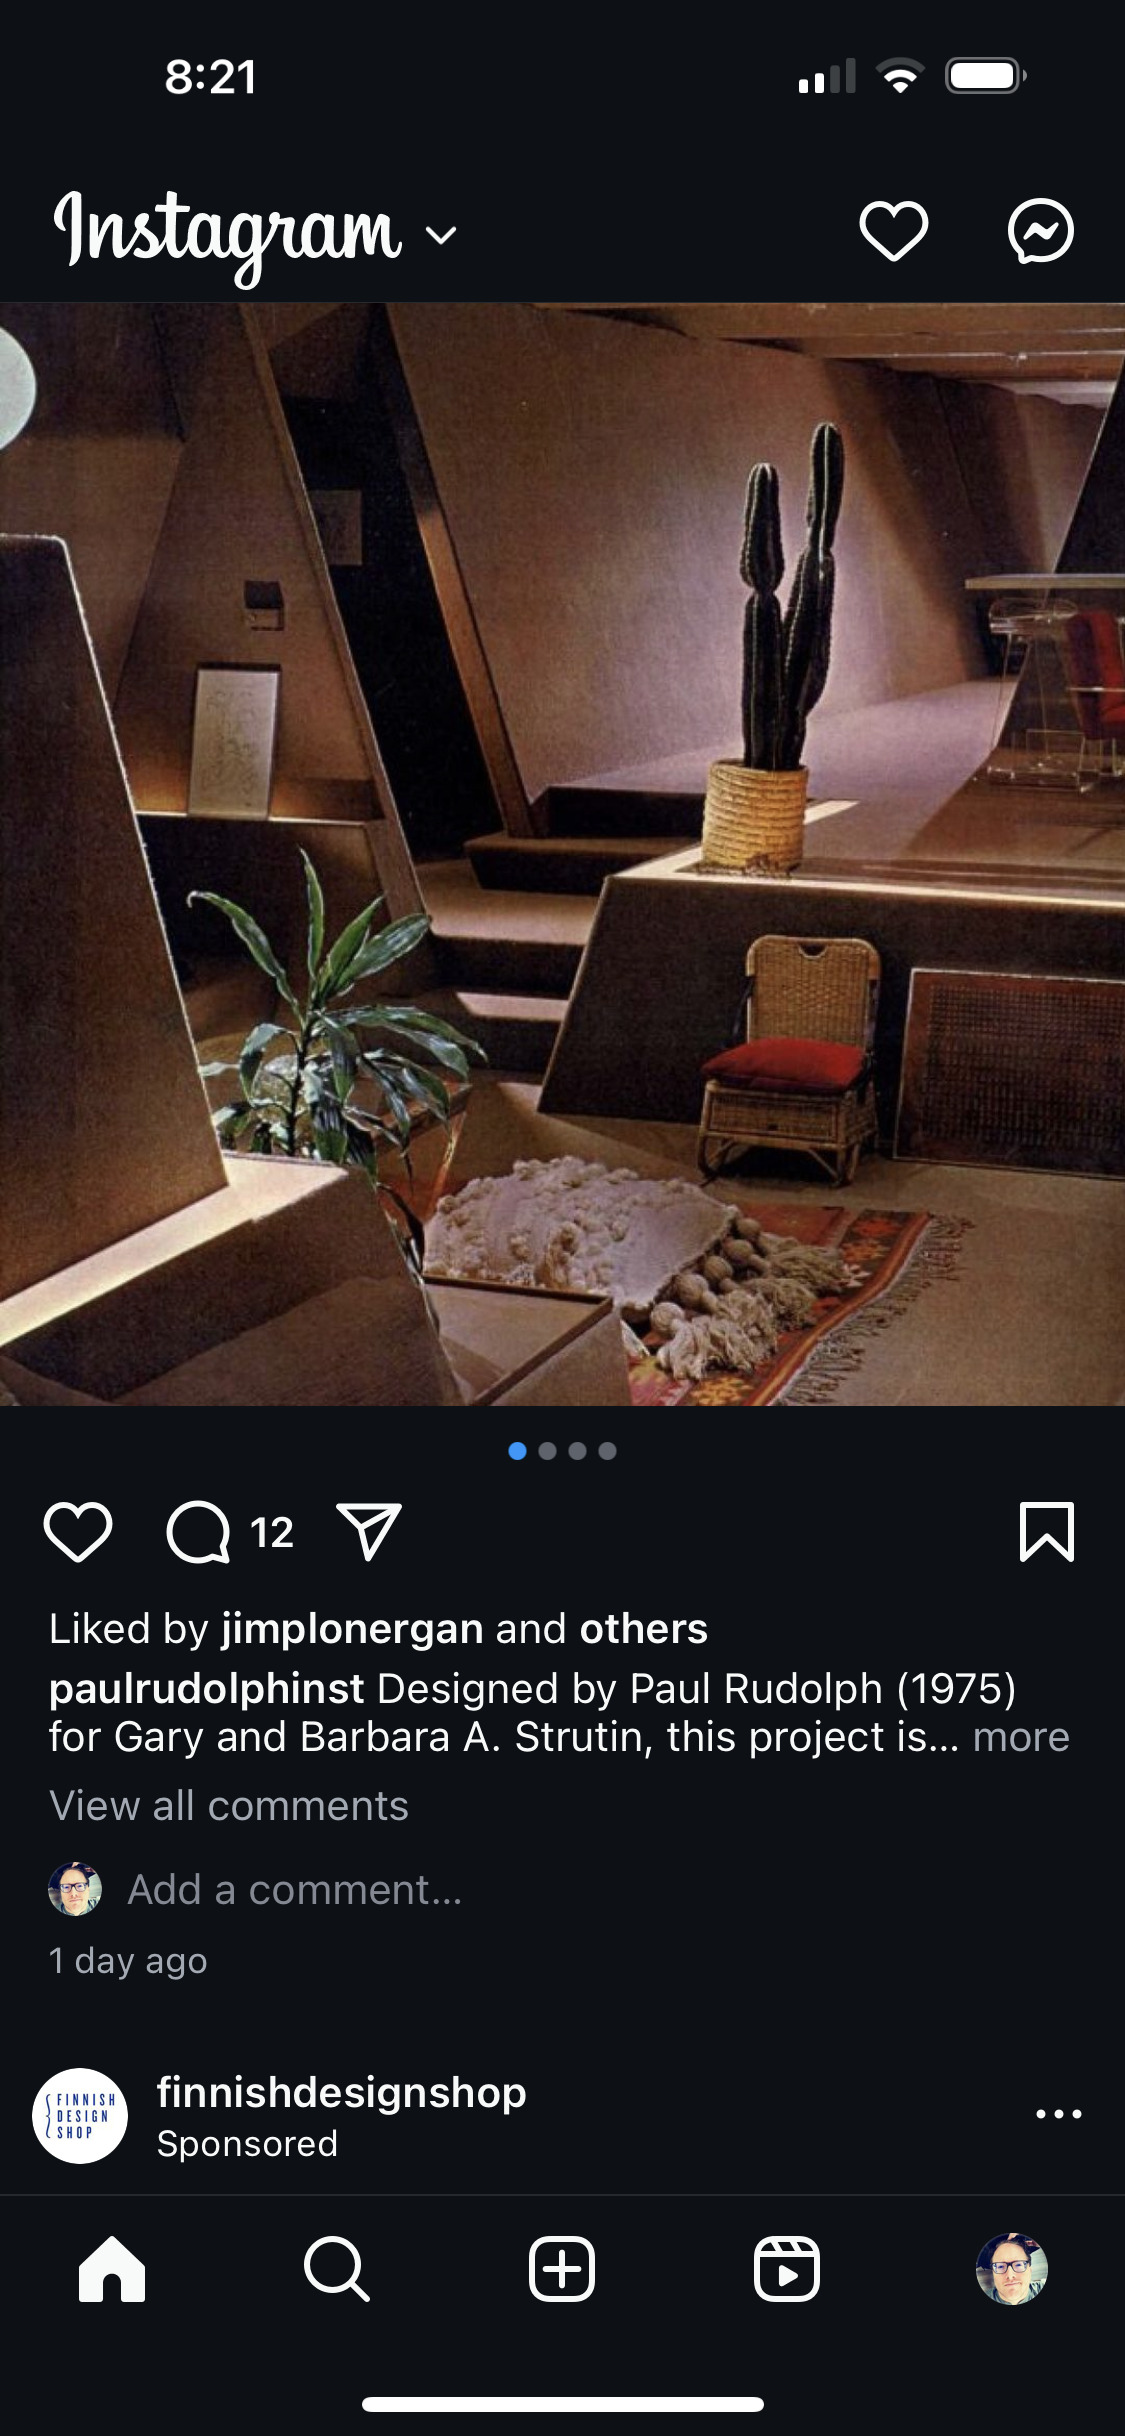 8:21
Instagram
12
Liked by jimplonergan and others
paulrudolphinst Designed by Paul Rudolph (1975)
for Gary and Barbara A. Strutin, this project is... more
View all comments
Add a comment...
1 day ago
FINNISH
DESIGN
SHOP
finnishdesignshop
Sponsored